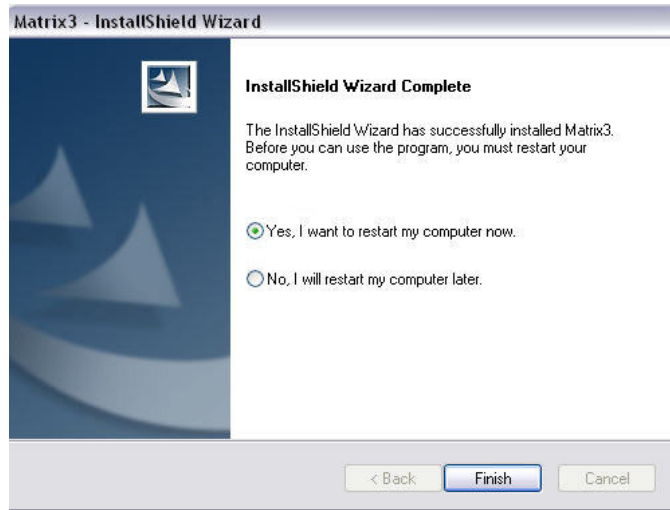 Matrix3 - InstallShield Wizard
InstallShield Wizard Complete
The InstallShield Wizard has successfully installed Matrix3.
Before you can use the program, you must restart your
computer.
Yes, I want to restart my computer now.
No, I will restart my computer later.
< Back
Finish
Cancel